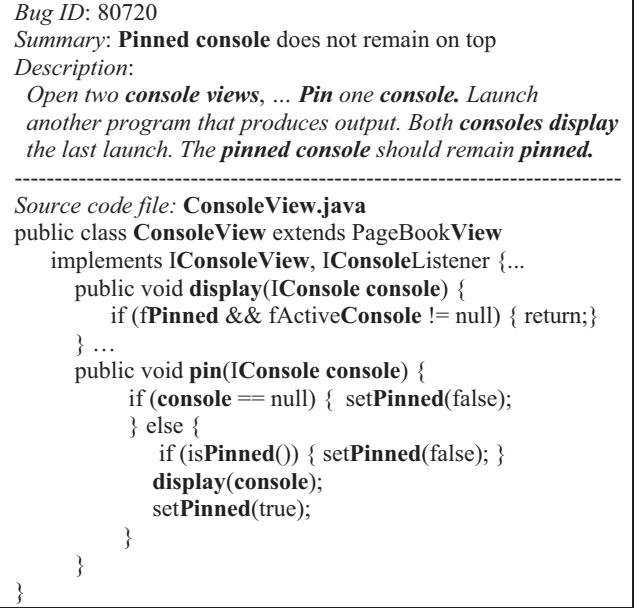 Bug ID: 80720
Summary: Pinned console does not remain on top
Description:
Open two console views, … Pin one console. Launch
another program that produces output. Both consoles display
the last launch. The pinned console should remain pinned.
-------------------------------------------------------------------------------
Source code file: ConsoleView.java
public class ConsoleView extends PageBookView
implements IConsoleView, IConsoleListener {...
public void display(IConsole console) {
if (fPinned && fActiveConsole != null) { return;}
} …
public void pin(IConsole console) {
if (console == null) { setPinned(false);
} else {
if (isPinned()) { setPinned(false); }
display(console);
setPinned(true);
}
}
}